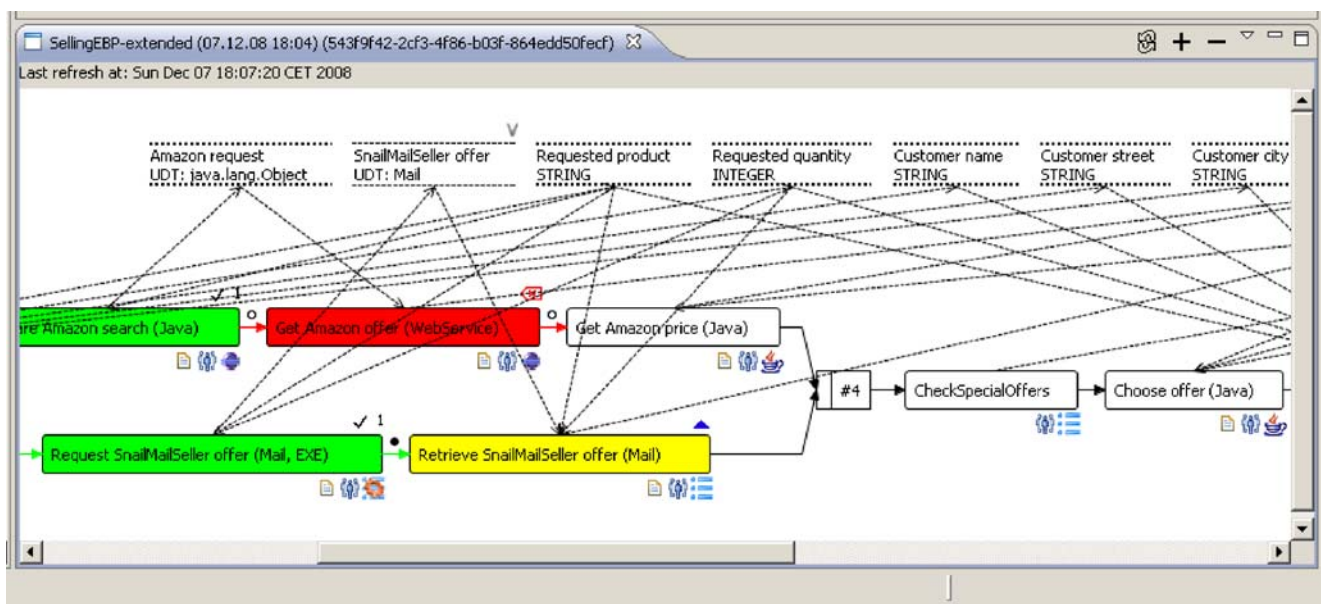 SellingEBP-extended (07.12.08 18:04) (543f9f42-2cf3-4f86-b03f-864edd50fecf)
Last refresh at: Sun Dec 07 18:07:20 CET 2008
Amazon request
UDT: java.lang.Object
SnailMailSeller offer
UDT: Mail
Requested product
STRING
Requested quantity
INTEGER
Customer name
STRING
Customer street
STRING
Customer city
STRING
1
are Amazon search (Java)
Get Amazon offer (WebService)
Get Amazon price (Java)
#4
CheckSpecialOffers
Choose offer (Java)
1
Request SnailMailSeller offer (Mail, EXE)
Retrieve SnailMailSeller offer (Mail)